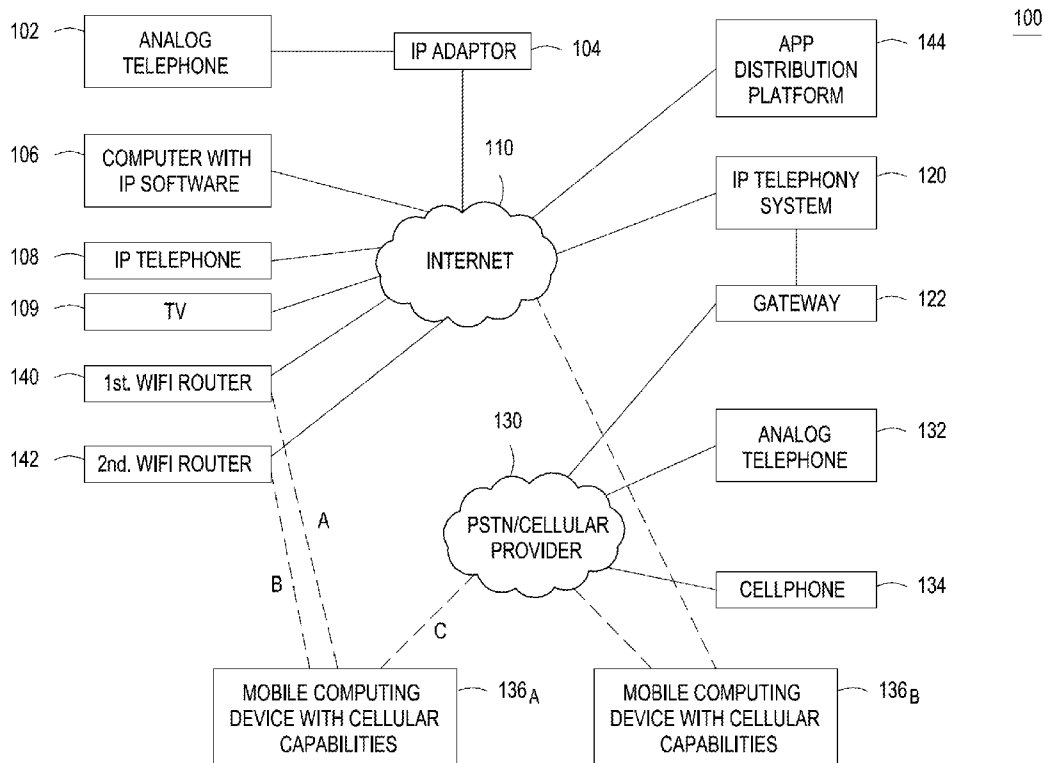 100
102
ANALOG
TELEPHONE
IP ADAPTOR
104
APP
DISTRIBUTION
PLATFORM
144
106
COMPUTER WITH
IP SOFTWARE
110
IP TELEPHONY
SYSTEM
120
108
IP TELEPHONE
INTERNET
109
TV
GATEWAY
122
140
1st. WIFI ROUTER
142
2nd. WIFI ROUTER
130
ANALOG
TELEPHONE
132
A
PSTN/CELLULAR
PROVIDER
B
CELLPHONE
134
C
MOBILE COMPUTING
DEVICE WITH CELLULAR
CAPABILITIES
136A
MOBILE COMPUTING
DEVICE WITH CELLULAR
CAPABILITIES
136B